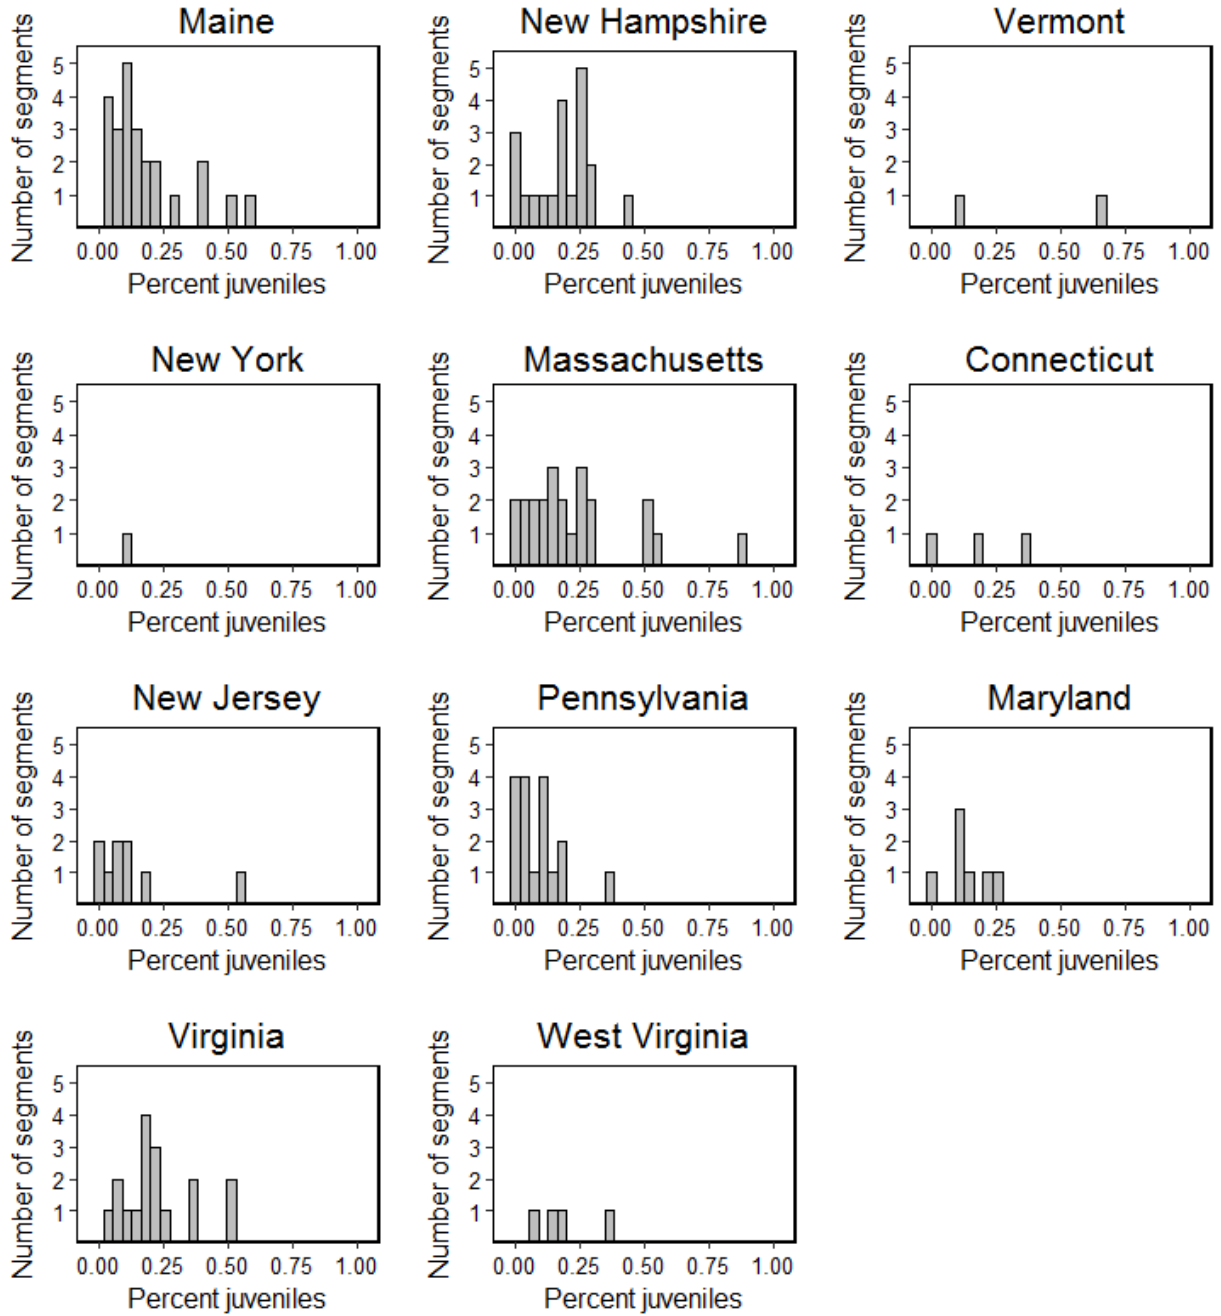 Maine
Number of segments
5
4
3
2
1
0.00 0.25 0.50 0.75 1.00
Percent juveniles
New Hampshire
Number of segments
5
4
3
2
1
0.00 0.25 0.50 0.75 1.00
Percent juveniles
Vermont
Number of segments
5
4
3
2
1
0.00 0.25 0.50 0.75 1.00
Percent juveniles
New York
Number of segments
5
4
3
2
1
0.00 0.25 0.50 0.75 1.00
Percent juveniles
Massachusetts
Number of segments
5
4
3
2
1
0.00 0.25 0.50 0.75 1.00
Percent juveniles
Connecticut
Number of segments
5
4
3
2
1
0.00 0.25 0.50 0.75 1.00
Percent juveniles
New Jersey
Number of segments
5
4
3
2
1
0.00 0.25 0.50 0.75 1.00
Percent juveniles
Pennsylvania
Number of segments
5
4
3
2
1
0.00 0.25 0.50 0.75 1.00
Percent juveniles
Maryland
Number of segments
5
4
3
2
1
0.00 0.25 0.50 0.75 1.00
Percent juveniles
Virginia
Number of segments
5
4
3
2
1
0.00 0.25 0.50 0.75 1.00
Percent juveniles
West Virginia
Number of segments
5
4
3
2
1
0.00 0.25 0.50 0.75 1.00
Percent juveniles